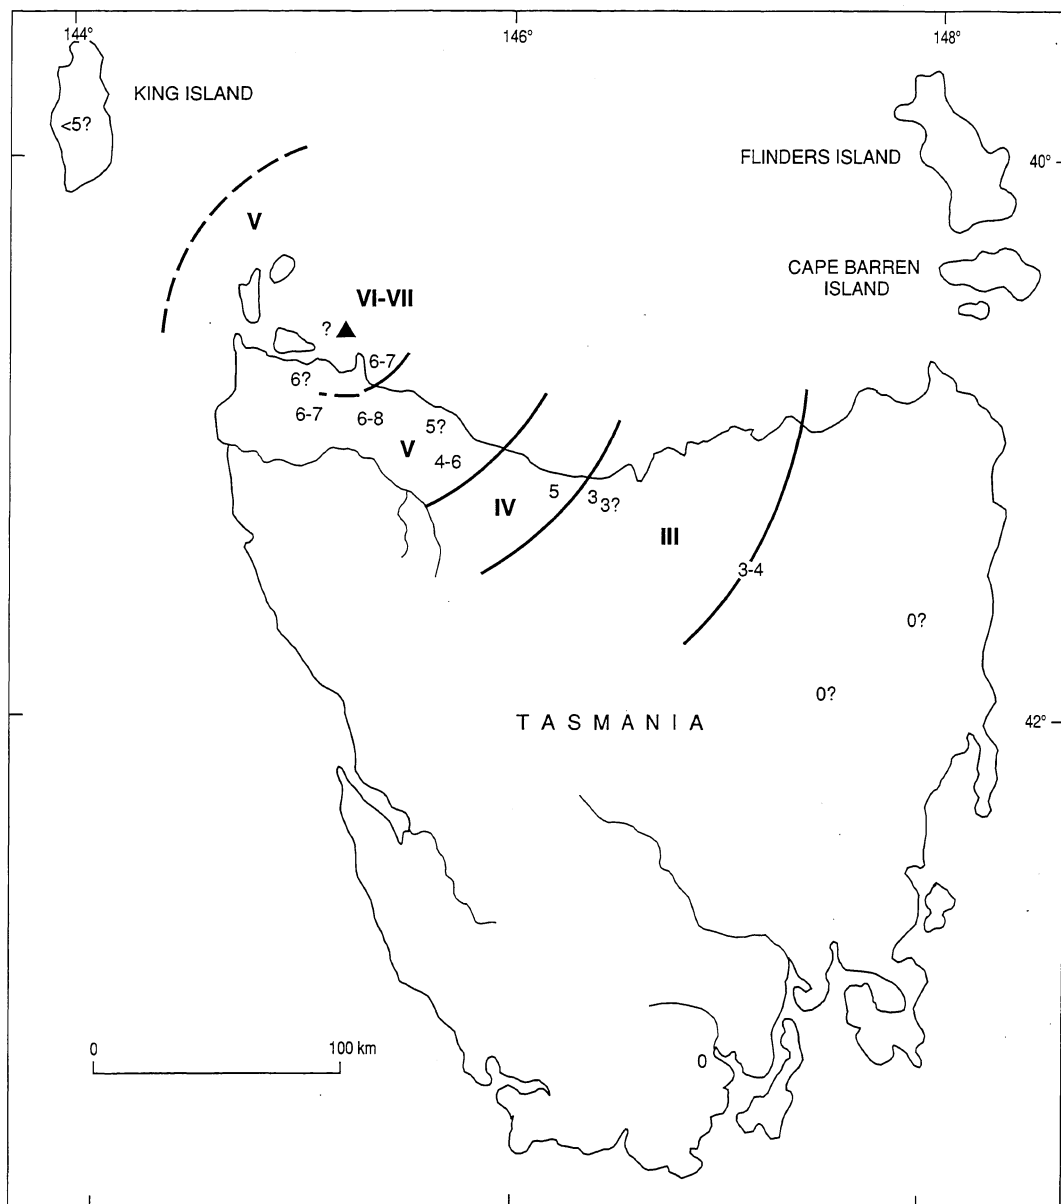 144°
146°
148°
KING ISLAND
<5?
FLINDERS ISLAND
40°
V
CAPE BARREN
ISLAND
VI-VII
?
6-7
6?
6-7
6-8
5?
V
4-6
5
3
3?
IV
III
3-4
0?
0?
TASMANIA
42°
0
100 km
0